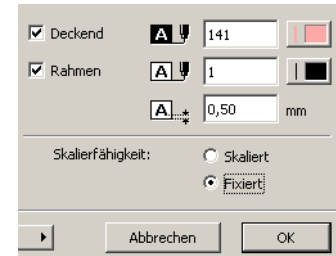 Deckend A 141
Rahmen A 1
A 0,50 mm
Skalierfähigkeit: Skaliert
Fixiert
Abbrechen OK